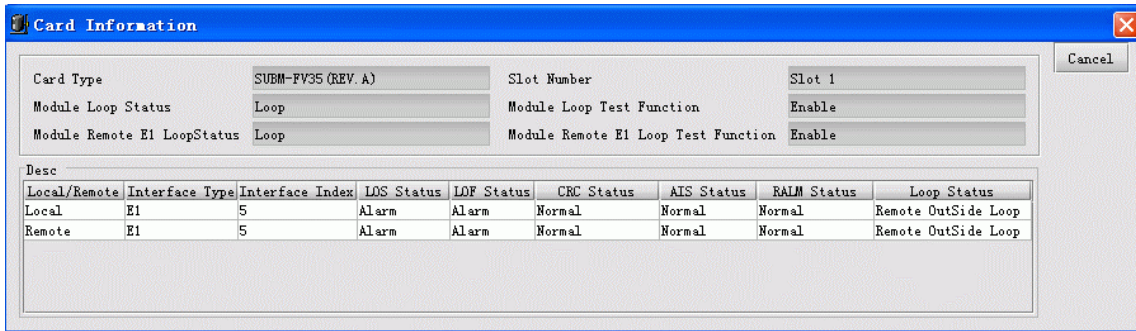 Card Information
Cancel
Card Type SUBM-FV35(REV.A) Slot Number Slot 1
Module Loop Status Loop Module Loop Test Function Enable
Module Remote E1 LoopStatus Loop Module Remote E1 Loop Test Function Enable
Desc
Local/Remote Interface Type Interface Index LOS Status LOF Status CRC Status AIS Status RALM Status Loop Status
Local E1 5 Alarm Alarm Normal Normal Normal Remote OutSide Loop
Remote E1 5 Alarm Alarm Normal Normal Normal Remote OutSide Loop